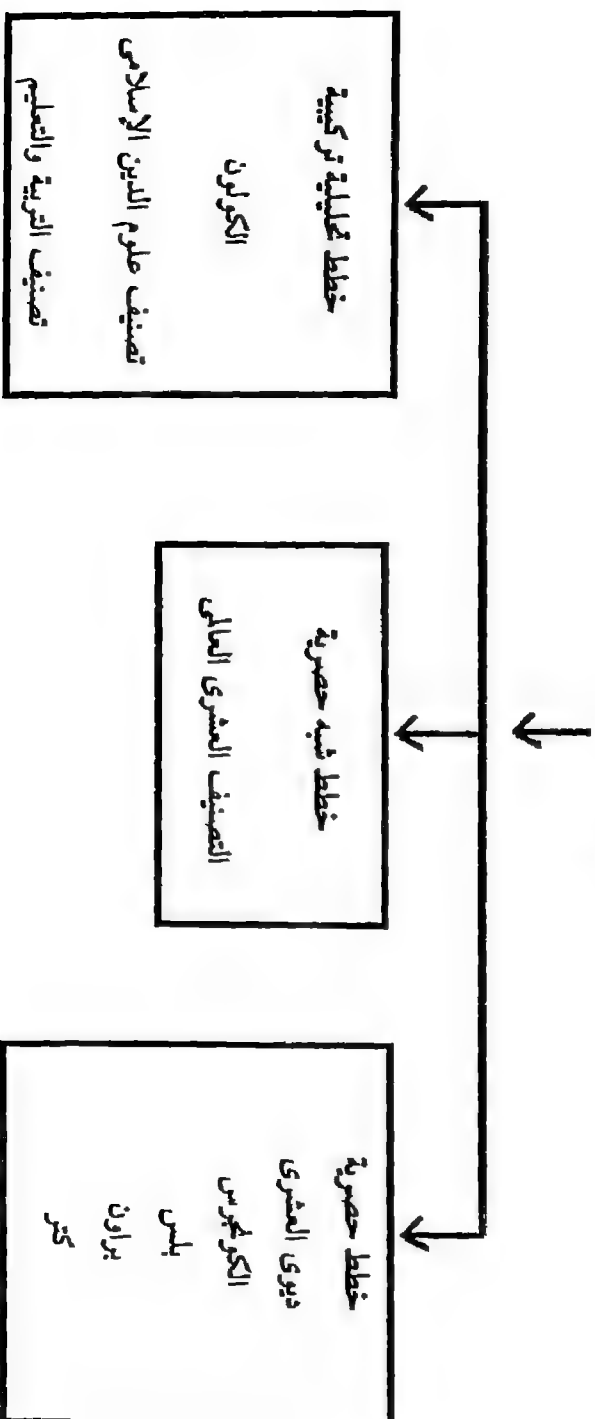 خطط حصرية
ديوى العشرى
الكونجرس
بلس
براون
كتر
خطط شبه حصرية
التصنيف العشرى العالمى
خطط تحليلية تركيبية
الكولون
تصنيف علوم الدين الإسلامى
تصنيف التربية والتعليم